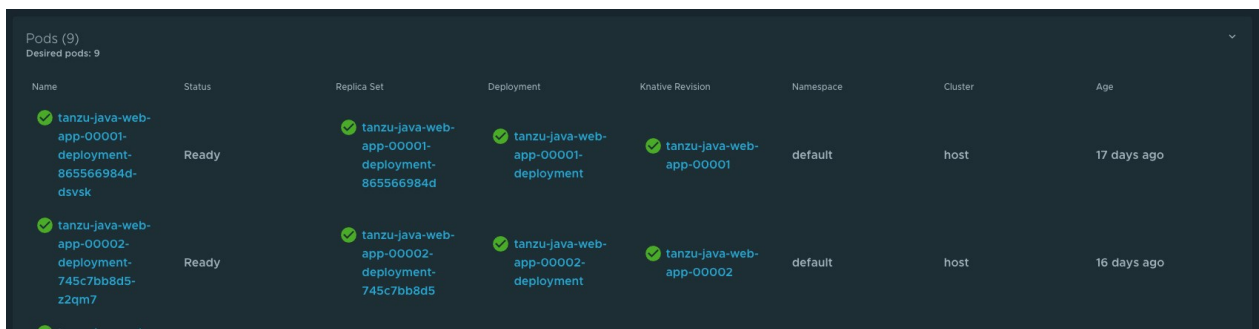 Pods (9)
Desired pods: 9
Name Status Replica Set Deployment Knative Revision Namespace Cluster Age
tanzu-java-web-
app-00001-
deployment-
865566984d-
dsvsk
Ready
tanzu-java-web-
app-00001-
deployment-
865566984d
tanzu-java-web-
app-00001-
deployment
tanzu-java-web-
app-00001
default
host
17 days ago
tanzu-java-web-
app-00002-
deployment-
745c7bb8d5-
z2qm7
Ready
tanzu-java-web-
app-00002-
deployment-
745c7bb8d5
tanzu-java-web-
app-00002-
deployment
tanzu-java-web-
app-00002
default
host
16 days ago